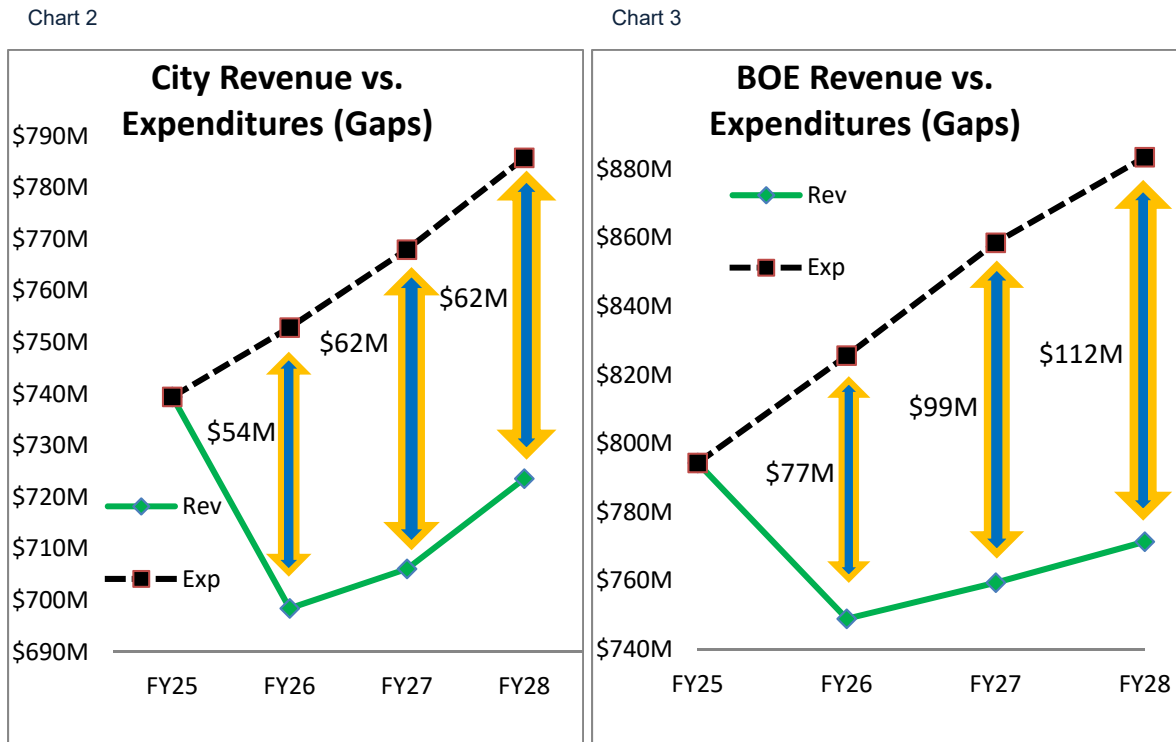 Chart 2
City Revenue vs.
Expenditures (Gaps)
$790M
$780M
$770M
$760M
$750M
$740M
$730M
$720M
$710M
$700M
$690M
$54M
$62M
$62M
Rev
Exp
FY25 FY26 FY27 FY28
Chart 3
BOE Revenue vs.
Expenditures (Gaps)
$880M
$860M
$840M
$820M
$800M
$780M
$760M
$740M
Rev
Exp
$77M
$99M
$112M
FY25 FY26 FY27 FY28